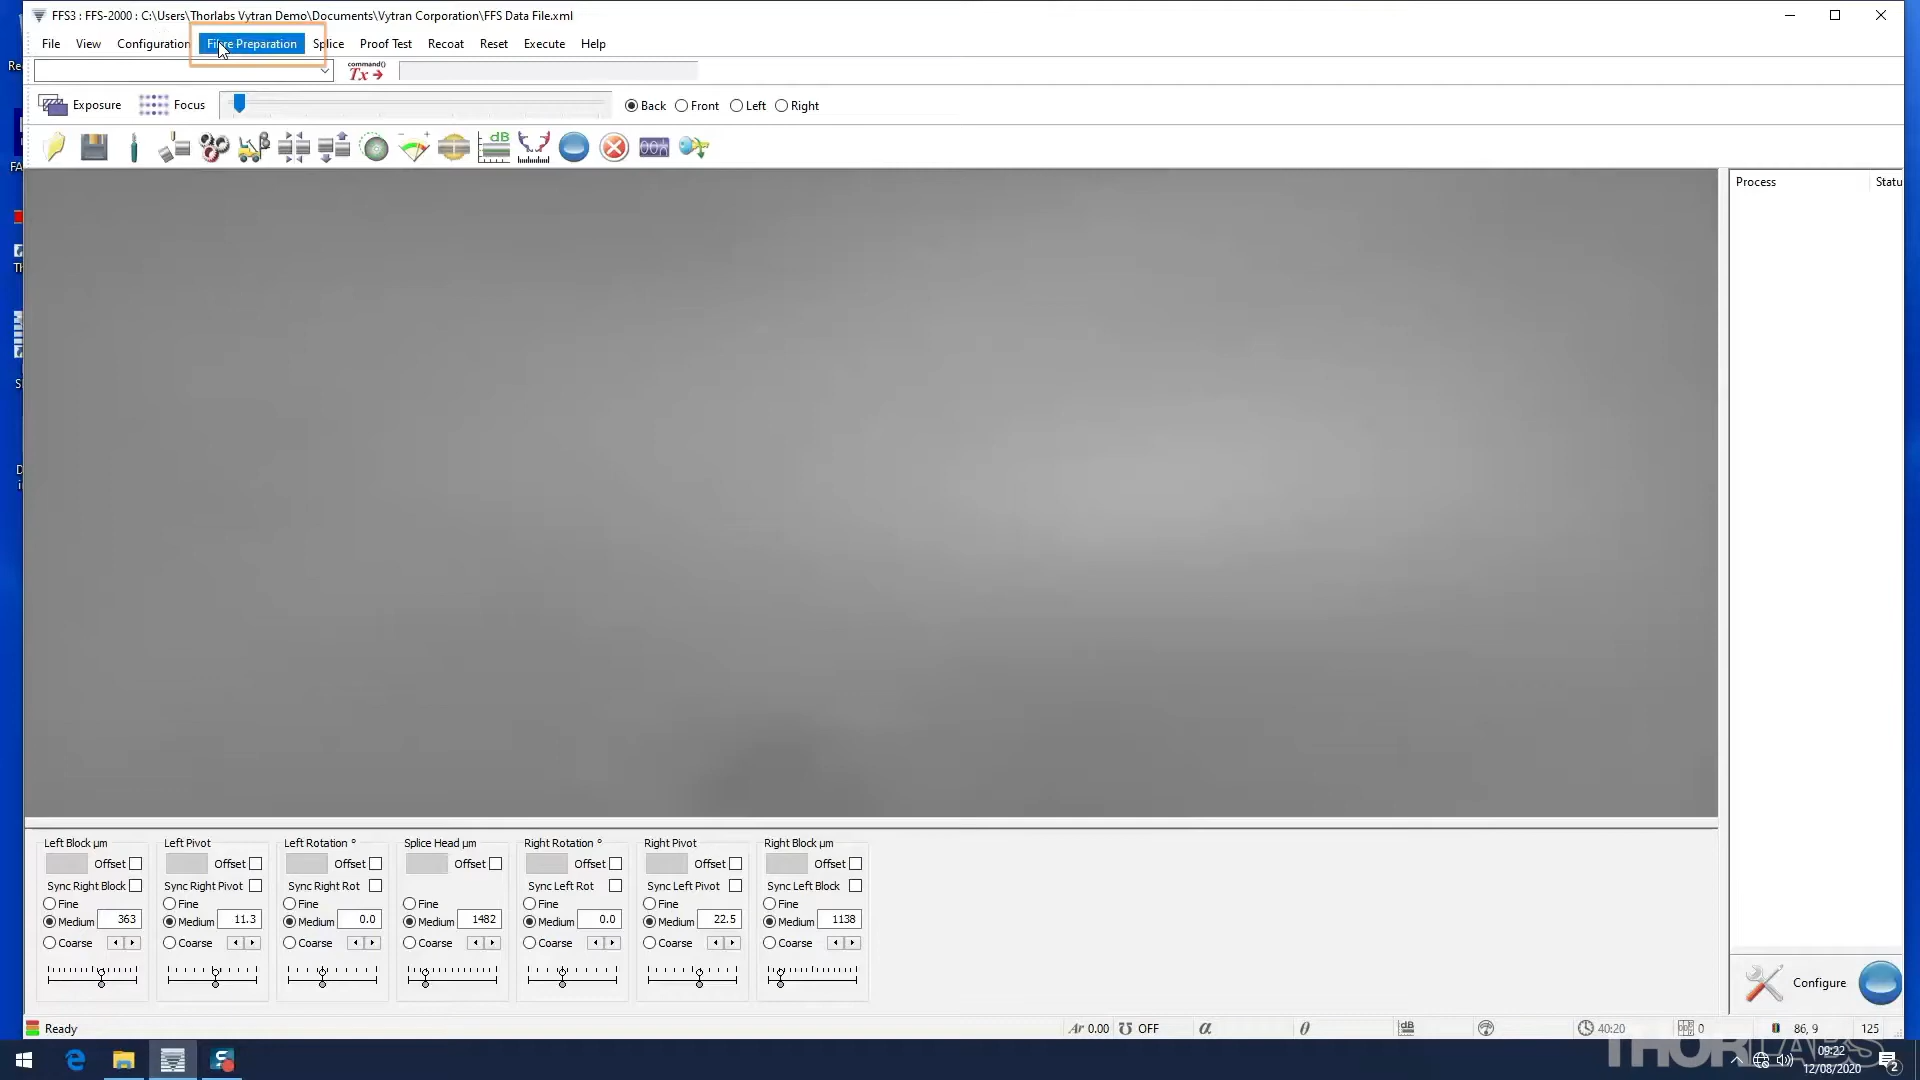 FFS3 : FFS-2000 : C:\Users\Thorlabs Vytran Demo\Documents\Vytran Corporation\FFS Data File.xml
File View Configuration Fibre Preparation Splice Proof Test Recoat Reset Execute Help
command()
Tx
Exposure Focus Back Front Left Right
dB
Process Statu
Left Block µm Left Pivot Left Rotation ° Splice Head µm Right Rotation ° Right Pivot Right Block µm
Offset Offset Offset Offset Offset Offset Offset
Sync Right Block Sync Right Pivot Sync Right Rot Sync Left Rot Sync Left Pivot Sync Left Block
Fine Fine Fine Fine Fine Fine Fine
Medium 363 Medium 11.3 Medium 0.0 Medium 1482 Medium 0.0 Medium 22.5 Medium 1138
Coarse Coarse Coarse Coarse Coarse Coarse Coarse
Configure
Ready Ar 0.00 OFF α θ dB 40:20 0 86, 9 125
THORLABS
09:22
12/08/2020
2